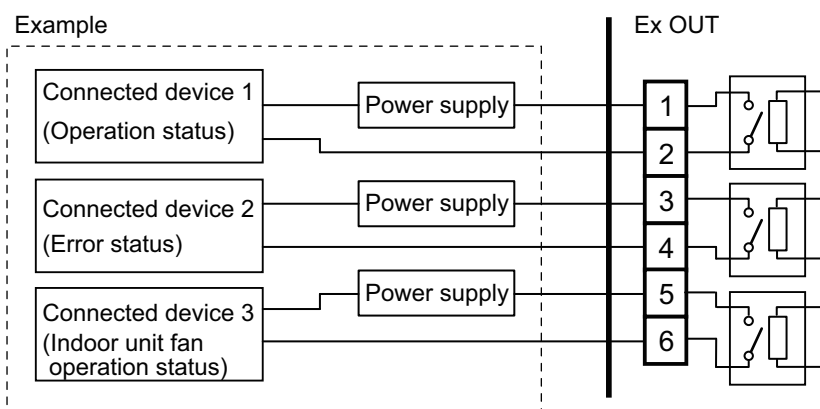 Example
Ex OUT
Connected device 1
(Operation status)
Power supply
1
2
Connected device 2
(Error status)
Power supply
3
4
Connected device 3
(Indoor unit fan
operation status)
Power supply
5
6